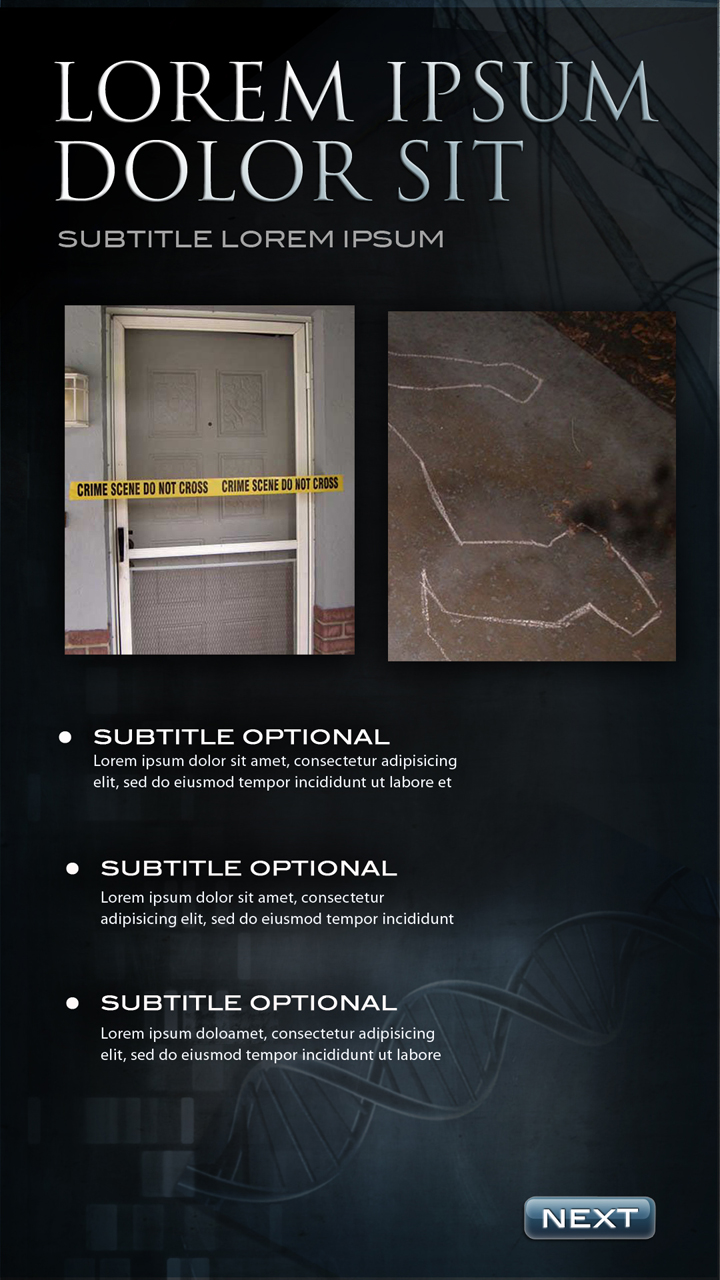 LOREM IPSUM
DOLOR SIT
SUBTITLE LOREM IPSUM
CRIME SCENE DO NOT CROSS CRIME SCENE DO NOT CROSS
SUBTITLE OPTIONAL
Lorem ipsum dolor sit amet, consectetur adipisicing
elit, sed do eiusmod tempor incididunt ut labore et
SUBTITLE OPTIONAL
Lorem ipsum dolor sit amet, consectetur
adipisicing elit, sed do eiusmod tempor incididunt
SUBTITLE OPTIONAL
Lorem ipsum doloamet, consectetur adipisicing
elit, sed do eiusmod tempor incididunt ut labore
NEXT